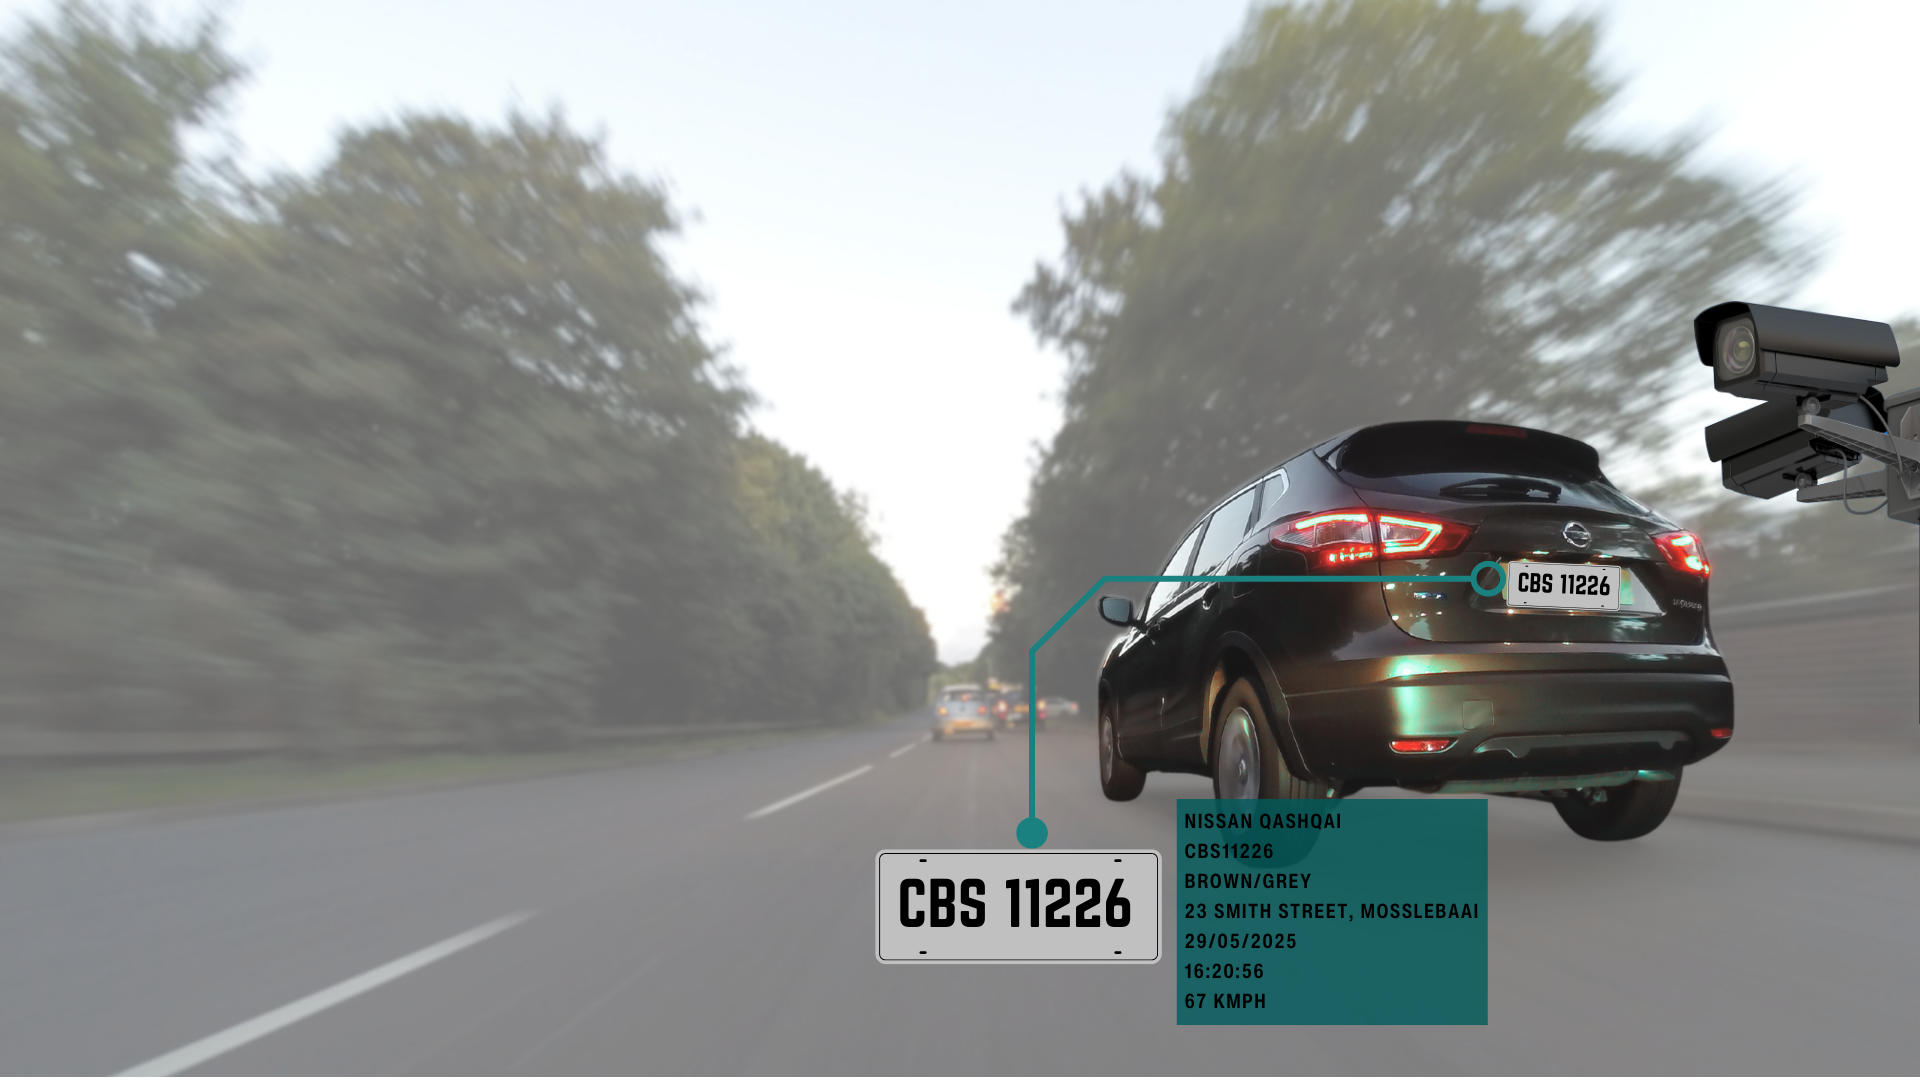 CBS 11226
CBS 11226
NISSAN QASHQAI
CBS11226
BROWN/GREY
23 SMITH STREET, MOSSLEBAAI
29/05/2025
16:20:56
67 KMPH